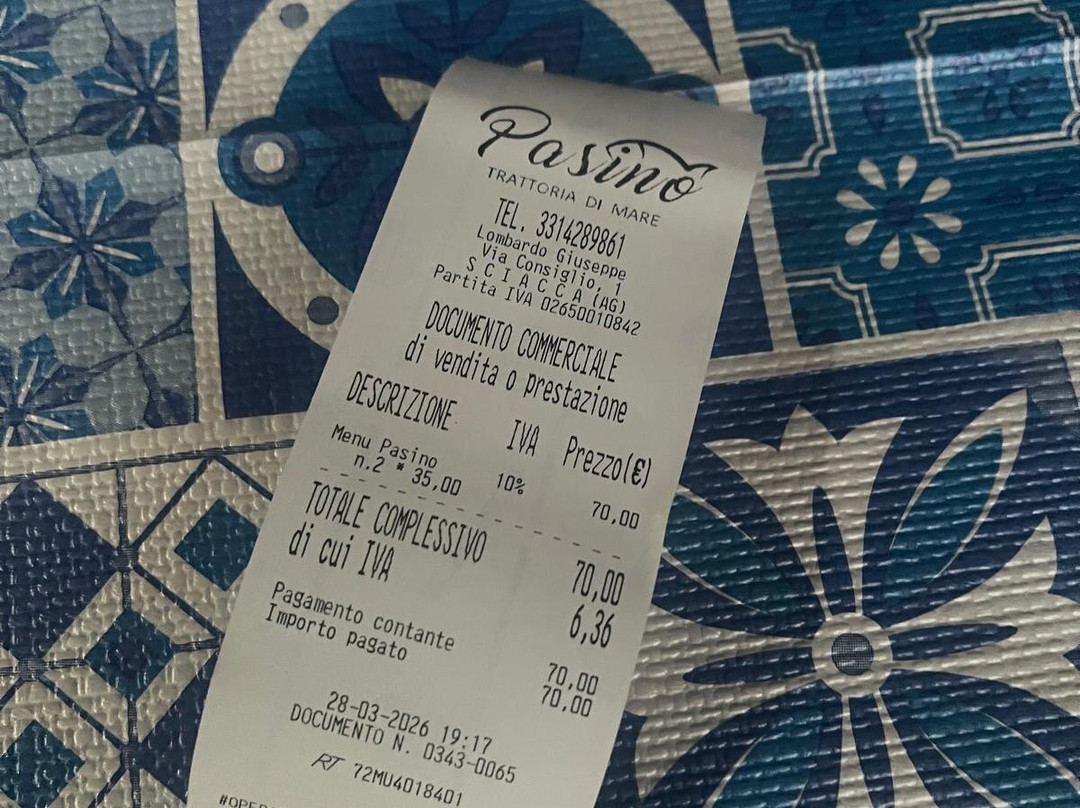 Pasinò
TRATTORIA DI MARE
TEL. 3314289861
Lombardo Giuseppe
Via Consiglio, 1
S C I A C C A (AG)
Partita IVA 02650010842
DOCUMENTO COMMERCIALE
di vendita o prestazione
DESCRIZIONE IVA Prezzo(€)
Menu Pasino
n.2 * 35,00 10% 70,00
TOTALE COMPLESSIVO 70,00
di cui IVA 6,36
Pagamento contante 70,00
Importo pagato 70,00
28-03-2026 19:17
DOCUMENTO N. 0343-0065
RT 72MU4018401